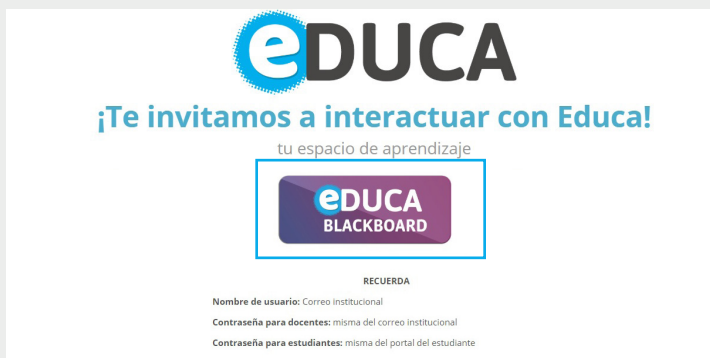 eDUCA
¡Te invitamos a interactuar con Educa!
tu espacio de aprendizaje
eDUCA
BLACKBOARD
RECUERDA
Nombre de usuario: Correo institucional
Contraseña para docentes: misma del correo institucional
Contraseña para estudiantes: misma del portal del estudiante